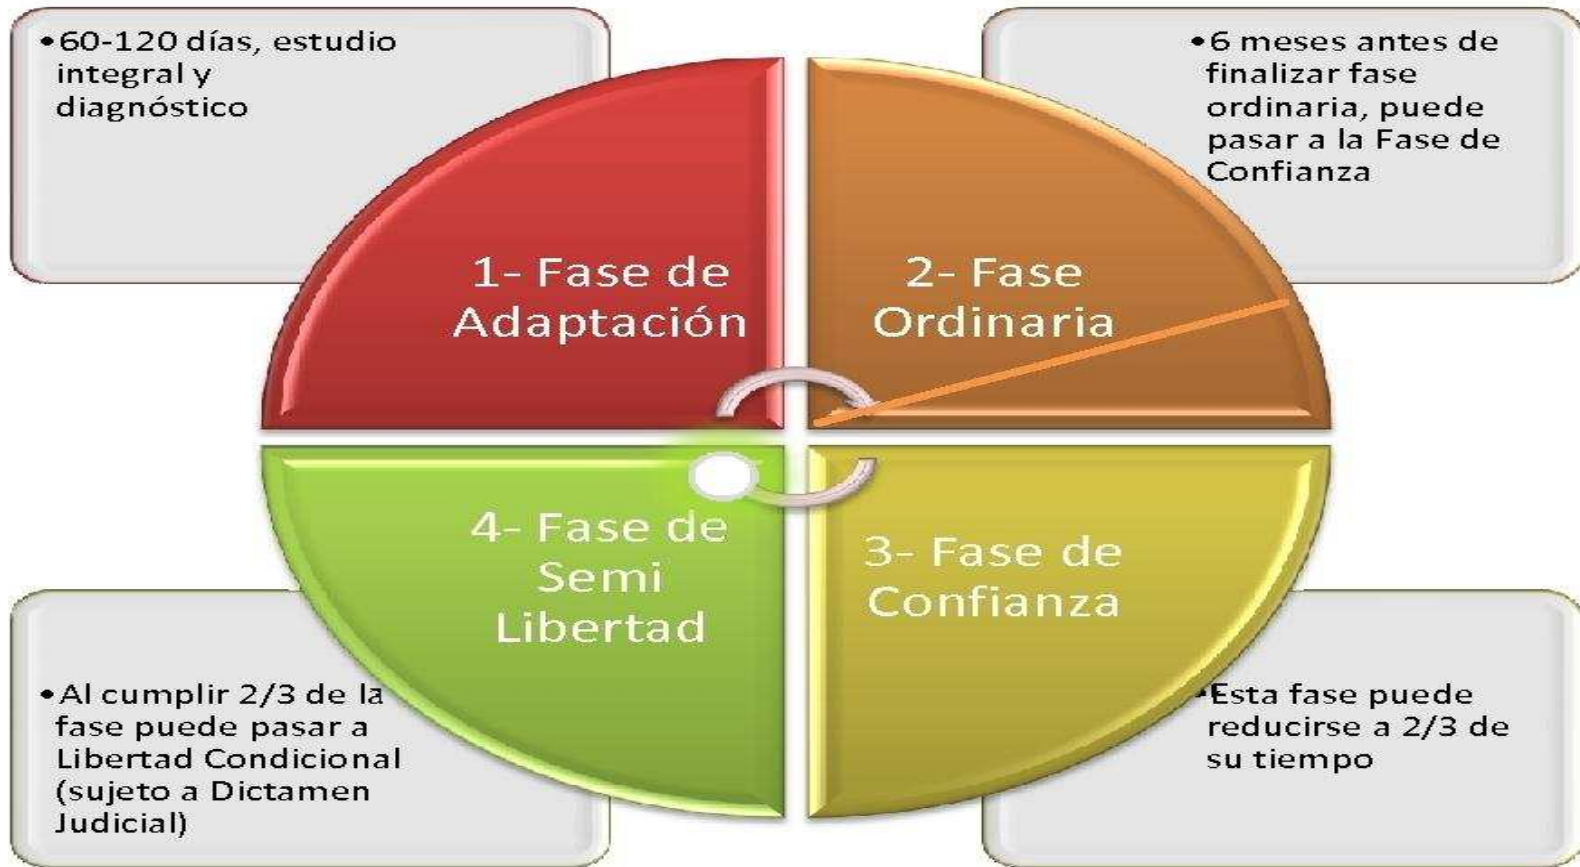 •60-120 días, estudio
integral y
diagnóstico
•6 meses antes de
finalizar fase
ordinaria, puede
pasar a la Fase de
Confianza
1- Fase de
Adaptación
2- Fase
Ordinaria
4- Fase de
Semi
Libertad
3- Fase de
Confianza
•Al cumplir 2/3 de la
fase puede pasar a
Libertad Condicional
(sujeto a Dictamen
Judicial)
•Esta fase puede
reducirse a 2/3 de
su tiempo